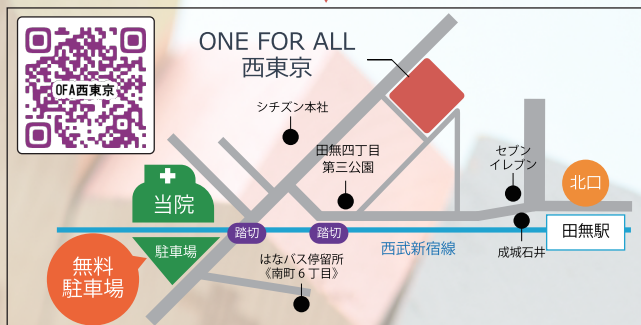 OFA西東京
ONE FOR ALL
西東京
シチズン本社
田無四丁目
第三公園
セブン
イレブン
北口
当院
踏切
踏切
田無駅
駐車場
西武新宿線
成城石井
無料
駐車場
はなバス停留所
《南町6丁目》